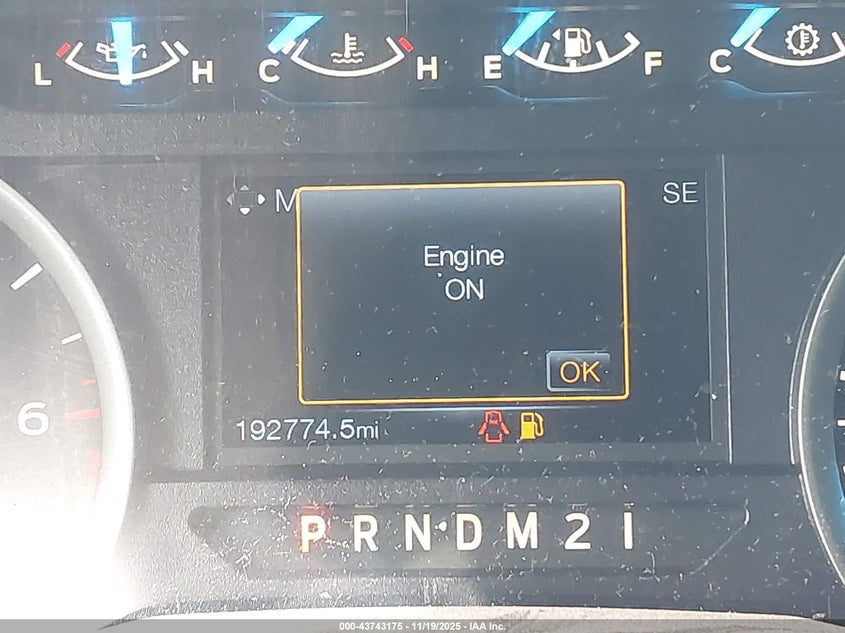 L H C H E F C
M SE
Engine
ON
OK
6
192774.5mi
P R N D M 2 1
000-43743175 - 11/19/2025 - IAA Inc.